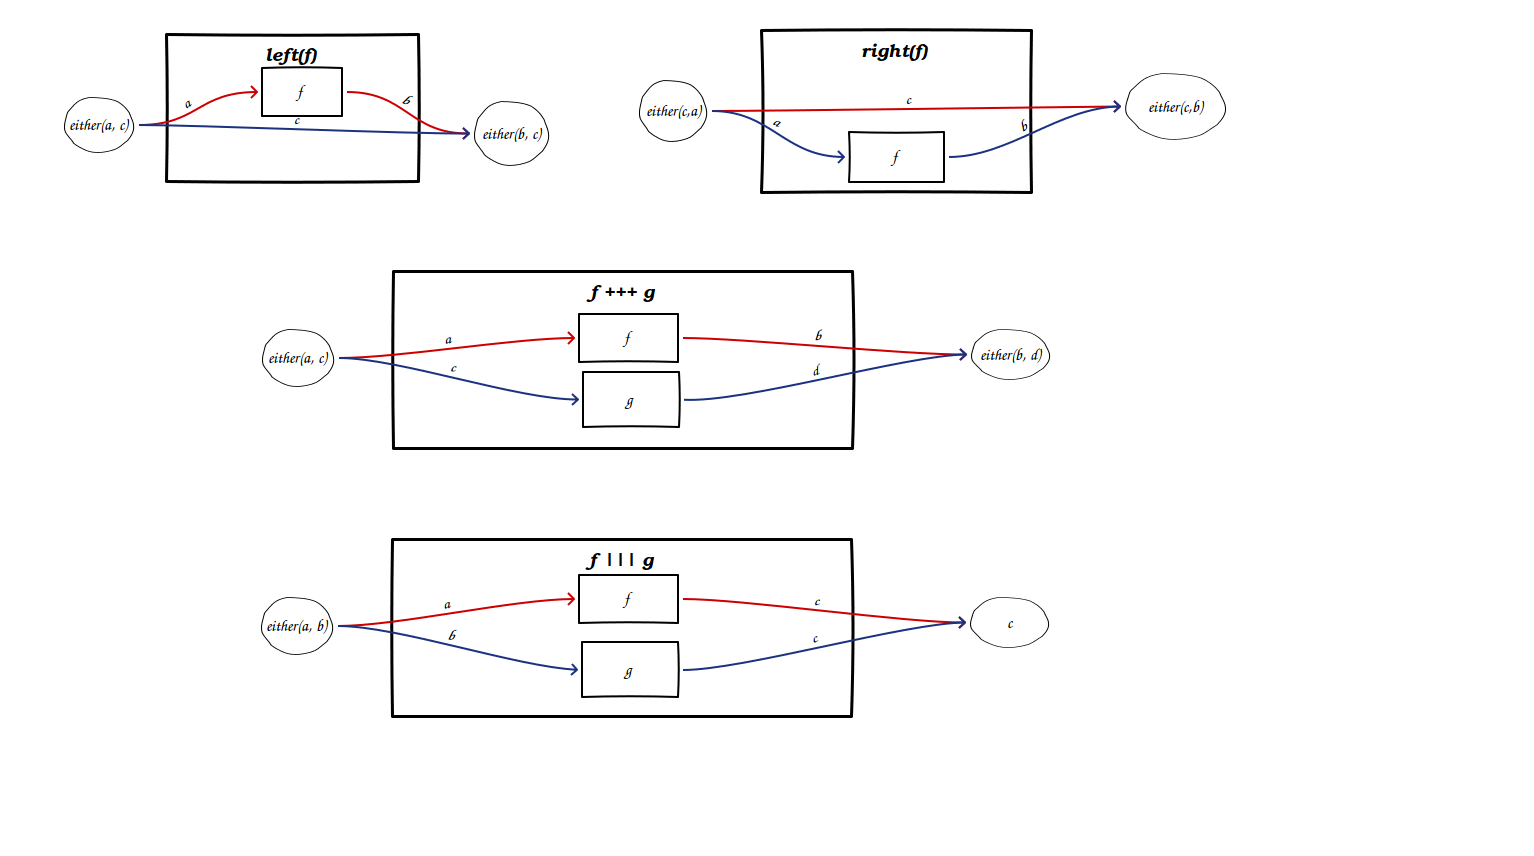 left(f)
a
f
b
either(a, c)
c
either(b, c)
right(f)
either(c,a)
c
either(c,b)
a
f
b
f +++ g
a
f
b
either(a, c)
either(b, d)
c
g
d
f ||| g
a
f
c
either(a, b)
c
b
g
c